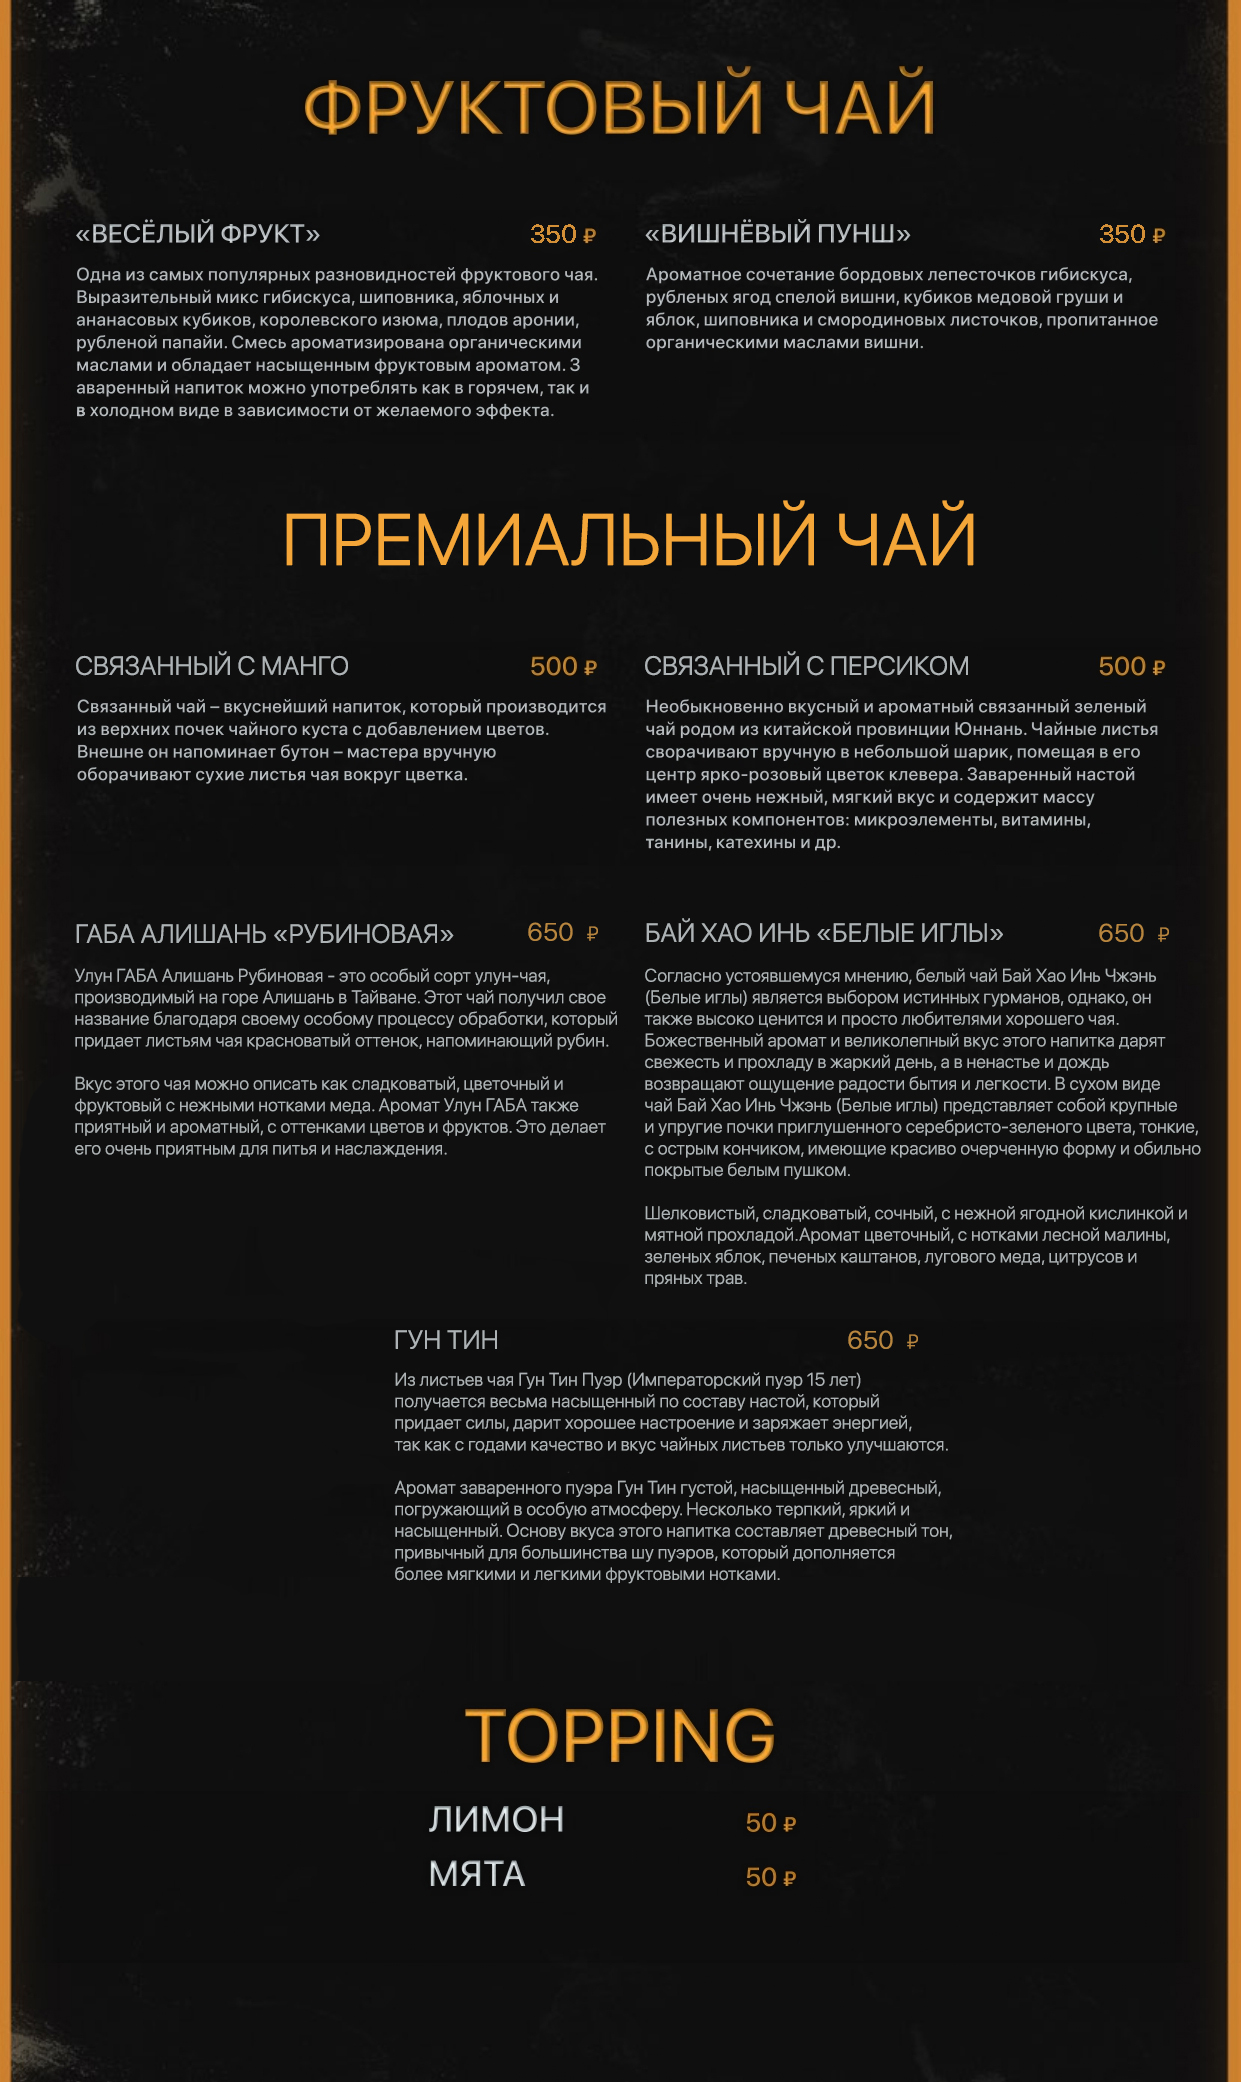 ФРУКТОВЫЙ ЧАЙ
«ВЕСЁЛЫЙ ФРУКТ» 350 ₽
Одна из самых популярных разновидностей фруктового чая.
Выразительный микс гибискуса, шиповника, яблочных и
ананасовых кубиков, королевского изюма, плодов аронии,
рубленой папайи. Смесь ароматизирована органическими
маслами и обладает насыщенным фруктовым ароматом. З
аваренный напиток можно употреблять как в горячем, так и
в холодном виде в зависимости от желаемого эффекта.
«ВИШНЁВЫЙ ПУНШ» 350 ₽
Ароматное сочетание бордовых лепесточков гибискуса,
рубленых ягод спелой вишни, кубиков медовой груши и
яблок, шиповника и смородиновых листочков, пропитанное
органическими маслами вишни.
ПРЕМИАЛЬНЫЙ ЧАЙ
СВЯЗАННЫЙ С МАНГО 500 ₽
Связанный чай – вкуснейший напиток, который производится
из верхних почек чайного куста с добавлением цветов.
Внешне он напоминает бутон – мастера вручную
оборачивают сухие листья чая вокруг цветка.
СВЯЗАННЫЙ С ПЕРСИКОМ 500 ₽
Необыкновенно вкусный и ароматный связанный зеленый
чай родом из китайской провинции Юннань. Чайные листья
сворачивают вручную в небольшой шарик, помещая в его
центр ярко-розовый цветок клевера. Заваренный настой
имеет очень нежный, мягкий вкус и содержит массу
полезных компонентов: микроэлементы, витамины,
танины, катехины и др.
ГАБА АЛИШАНЬ «РУБИНОВАЯ» 650 ₽
Улун ГАБА Алишань Рубиновая - это особый сорт улун-чая,
производимый на горе Алишань в Тайване. Этот чай получил свое
название благодаря своему особому процессу обработки, который
придает листьям чая красноватый оттенок, напоминающий рубин.
Вкус этого чая можно описать как сладковатый, цветочный и
фруктовый с нежными нотками меда. Аромат Улун ГАБА также
приятный и ароматный, с оттенками цветов и фруктов. Это делает
его очень приятным для питья и наслаждения.
БАЙ ХАО ИНЬ «БЕЛЫЕ ИГЛЫ» 650 ₽
Согласно устоявшемуся мнению, белый чай Бай Хао Инь Чжэнь
(Белые иглы) является выбором истинных гурманов, однако, он
также высоко ценится и просто любителями хорошего чая.
Божественный аромат и великолепный вкус этого напитка дарят
свежесть и прохладу в жаркий день, а в ненастье и дождь
возвращают ощущение радости бытия и легкости. В сухом виде
чай Бай Хао Инь Чжэнь (Белые иглы) представляет собой крупные
и упругие почки приглушенного серебристо-зеленого цвета, тонкие,
с острым кончиком, имеющие красиво очерченную форму и обильно
покрытые белым пушком.
Шелковистый, сладковатый, сочный, с нежной ягодной кислинкой и
мятной прохладой.Аромат цветочный, с нотками лесной малины,
зеленых яблок, печеных каштанов, лугового меда, цитрусов и
пряных трав.
ГУН ТИН 650 ₽
Из листьев чая Гун Тин Пуэр (Императорский пуэр 15 лет)
получается весьма насыщенный по составу настой, который
придает силы, дарит хорошее настроение и заряжает энергией,
так как с годами качество и вкус чайных листьев только улучшаются.
Аромат заваренного пуэра Гун Тин густой, насыщенный древесный,
погружающий в особую атмосферу. Несколько терпкий, яркий и
насыщенный. Основу вкуса этого напитка составляет древесный тон,
привычный для большинства шу пуэров, который дополняется
более мягкими и легкими фруктовыми нотками.
TOPPING
ЛИМОН 50 ₽
МЯТА 50 ₽